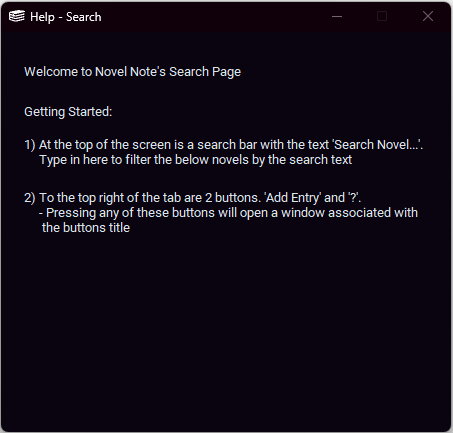 Help - Search
Welcome to Novel Note's Search Page
Getting Started:
1) At the top of the screen is a search bar with the text 'Search Novel...'.
Type in here to filter the below novels by the search text
2) To the top right of the tab are 2 buttons. 'Add Entry' and '?'.
- Pressing any of these buttons will open a window associated with
the buttons title